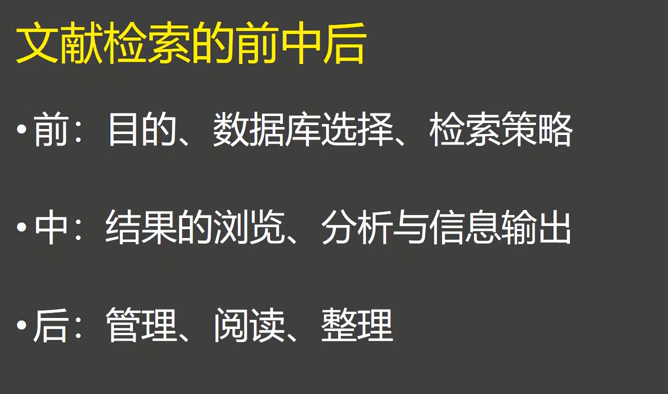 文献检索的前中后
•前：目的、数据库选择、检索策略
•中：结果的浏览、分析与信息输出
•后：管理、阅读、整理